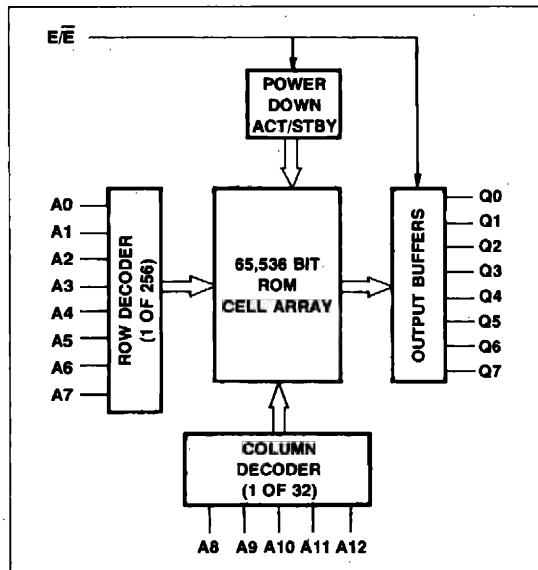 E/E̅
POWER
DOWN
ACT/STBY
A0
A1
A2
A3
A4
A5
A6
A7
ROW DECODER
(1 OF 256)
65,536 BIT
ROM
CELL ARRAY
OUTPUT BUFFERS
Q0
Q1
Q2
Q3
Q4
Q5
Q6
Q7
COLUMN
DECODER
(1 OF 32)
A8 A9 A10 A11 A12